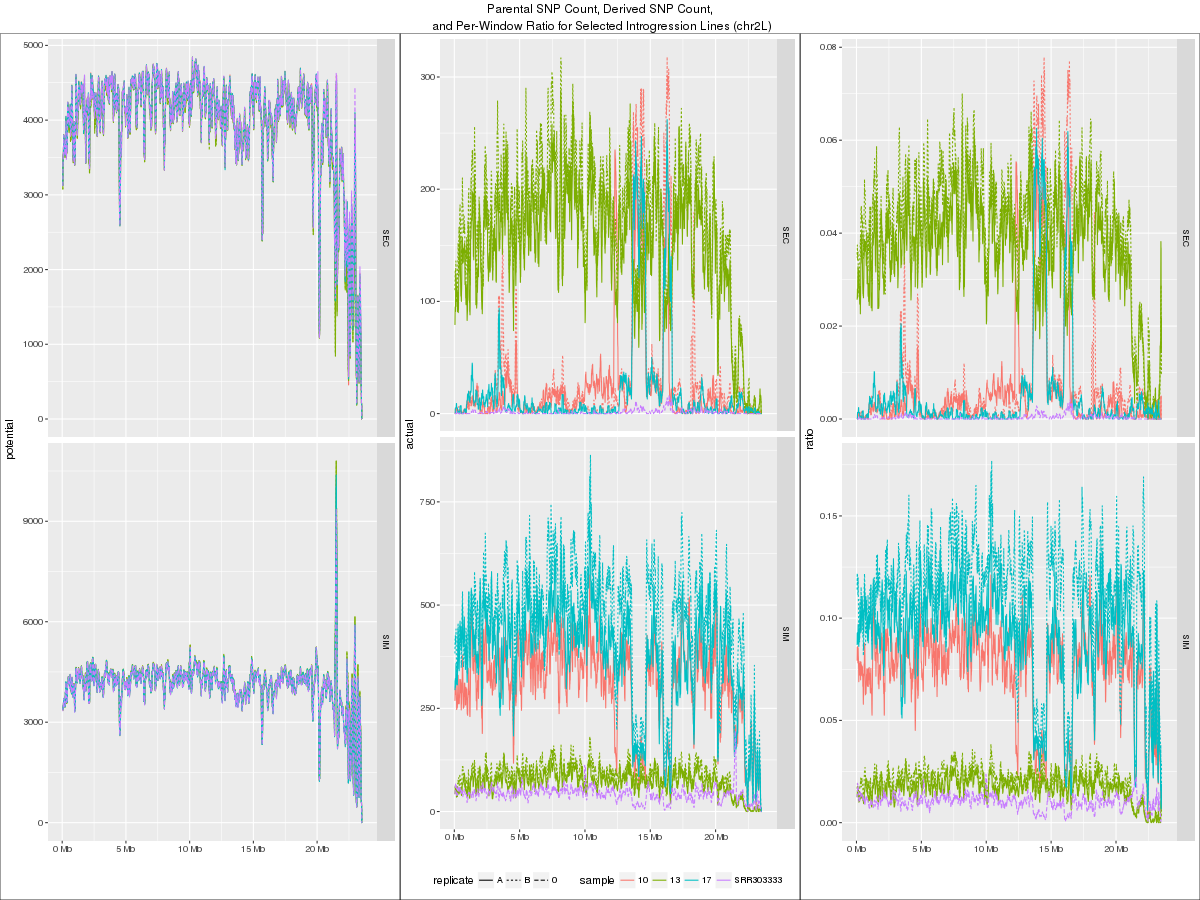 Parental SNP Count, Derived SNP Count,
and Per-Window Ratio for Selected Introgression Lines (chr2L)
potential
5000
4000
3000
2000
1000
0
SEC
9000
6000
3000
0
SIM
0 Mb 5 Mb 10 Mb 15 Mb 20 Mb
actual
300
200
100
0
SEC
750
500
250
0
SIM
0 Mb 5 Mb 10 Mb 15 Mb 20 Mb
ratio
0.08
0.06
0.04
0.02
0.00
SEC
0.15
0.10
0.05
0.00
SIM
0 Mb 5 Mb 10 Mb 15 Mb 20 Mb
replicate A B 0 sample 10 13 17 SRR303333